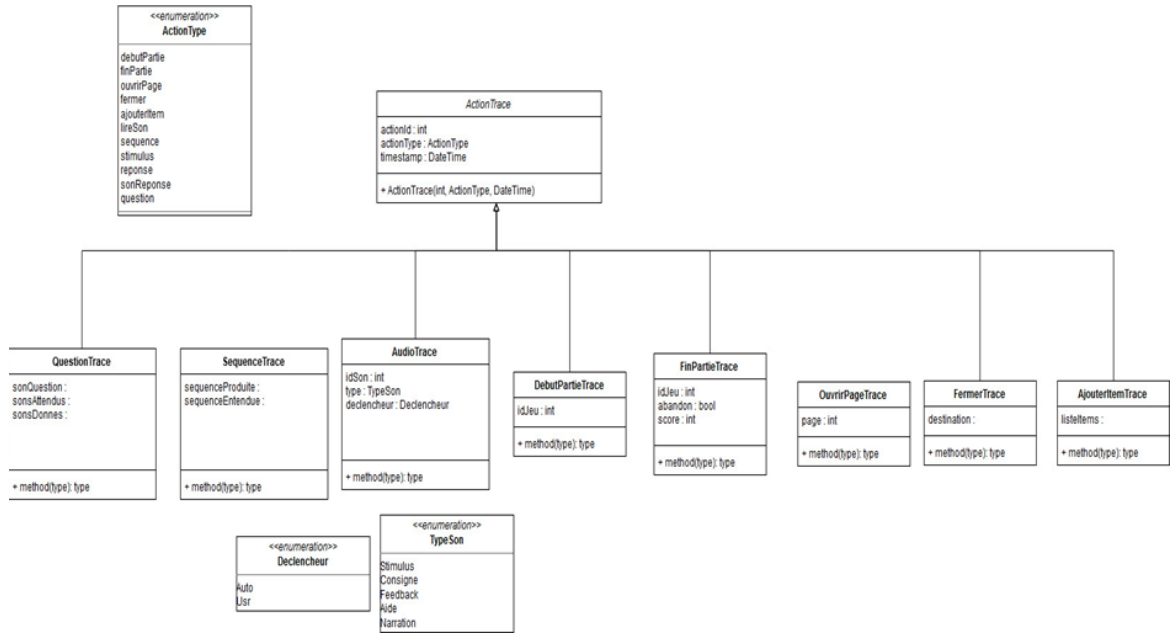 <<enumeration>>
ActionType
debutPartie
finPartie
ouvrirPage
fermer
ajouterItem
lireSon
sequence
stimulus
reponse
sonReponse
question
ActionTrace
actionId : int
actionType : ActionType
timestamp : DateTime
+ ActionTrace(int, ActionType, DateTime)
QuestionTrace
sonQuestion :
sonsAttendus :
sonsDonnes :
+ method(type): type
SequenceTrace
sequenceProduite :
sequenceEntendue :
+ method(type): type
AudioTrace
idSon : int
type : TypeSon
declencheur : Declencheur
+ method(type): type
DebutPartieTrace
idJeu : int
+ method(type): type
FinPartieTrace
idJeu : int
abandon : bool
score : int
+ method(type): type
OuvrirPageTrace
page : int
+ method(type): type
FermerTrace
destination :
+ method(type): type
AjouterItemTrace
listeItems :
+ method(type): type
<<enumeration>>
Declencheur
Auto
Usr
<<enumeration>>
TypeSon
Stimulus
Consigne
Feedback
Aide
Narration